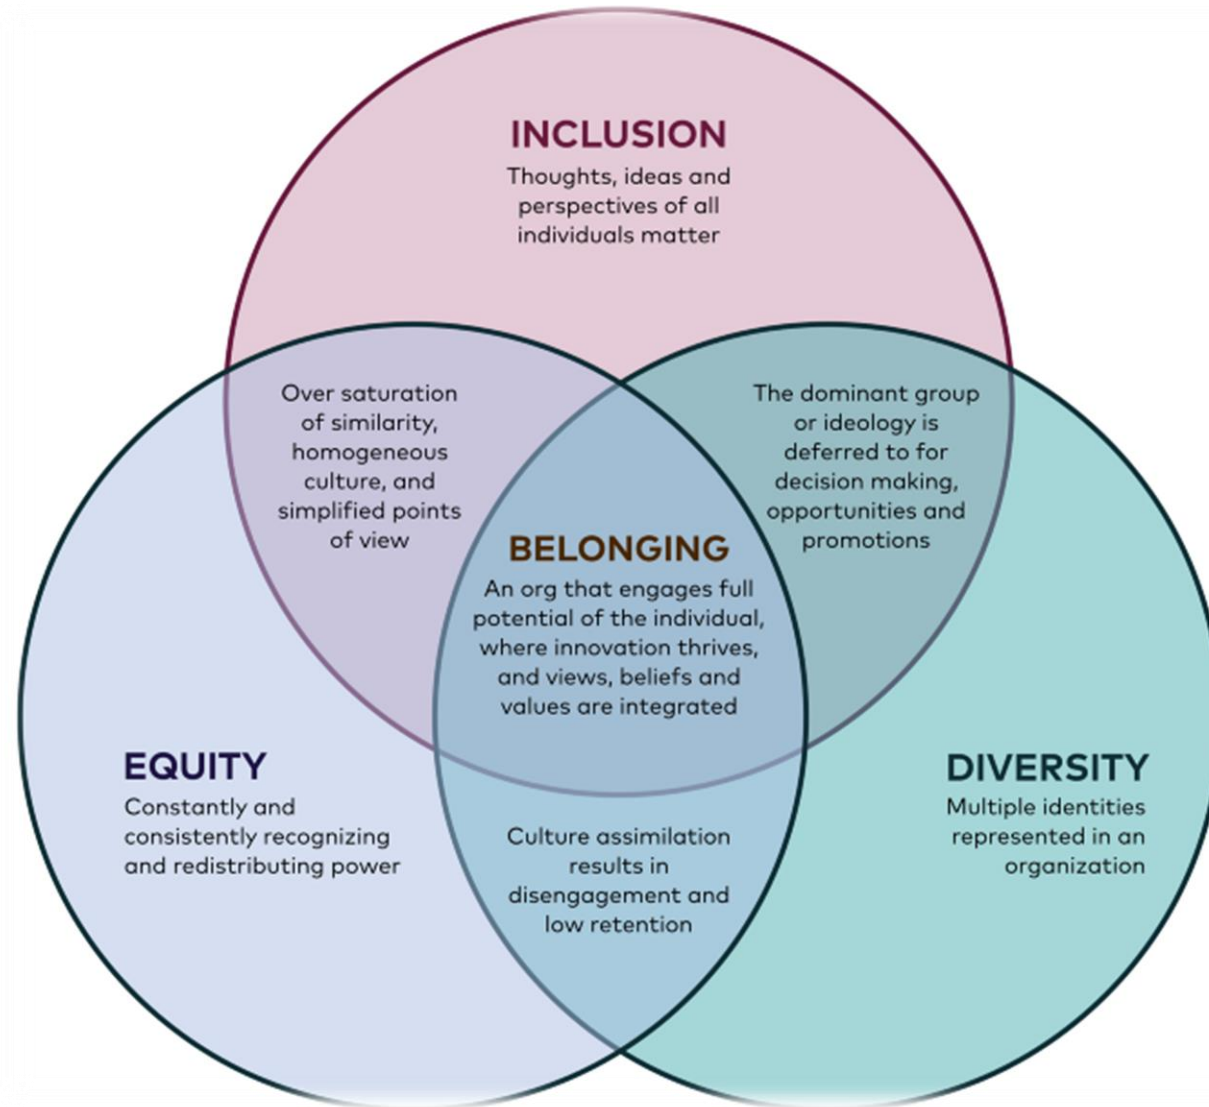 INCLUSION
Thoughts, ideas and
perspectives of all
individuals matter
Over saturation
of similarity,
homogeneous
culture, and
simplified points
of view
The dominant group
or ideology is
deferred to for
decision making,
opportunities and
promotions
BELONGING
An org that engages full
potential of the individual,
where innovation thrives,
and views, beliefs and
values are integrated
EQUITY
Constantly and
consistently recognizing
and redistributing power
DIVERSITY
Multiple identities
represented in an
organization
Culture assimilation
results in
disengagement and
low retention